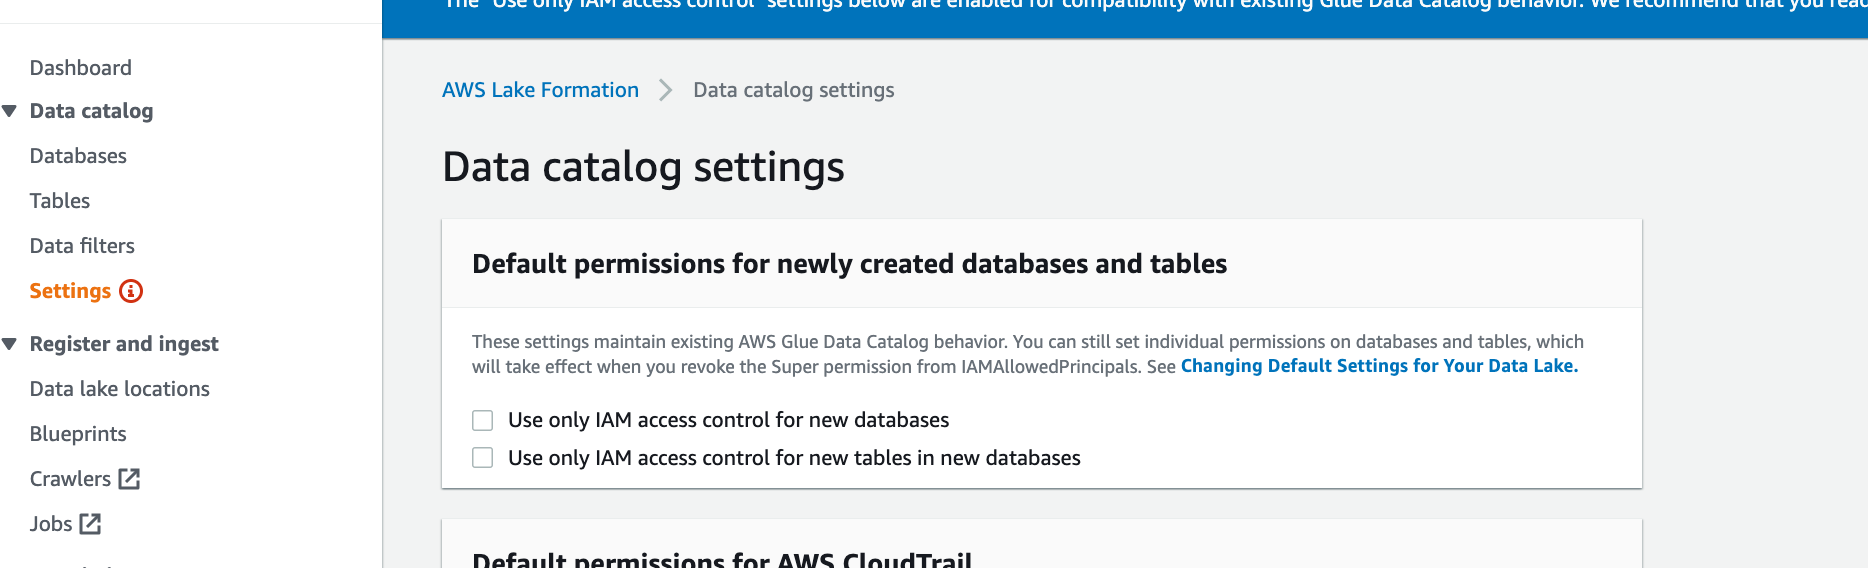 The "Use only IAM access control" settings below are enabled for compatibility with existing Glue Data Catalog behavior. We recommend that you read
Dashboard
Data catalog
Databases
Tables
Data filters
Settings
Register and ingest
Data lake locations
Blueprints
Crawlers
Jobs
AWS Lake Formation > Data catalog settings
Data catalog settings
Default permissions for newly created databases and tables
These settings maintain existing AWS Glue Data Catalog behavior. You can still set individual permissions on databases and tables, which
will take effect when you revoke the Super permission from IAMAllowedPrincipals. See Changing Default Settings for Your Data Lake.
Use only IAM access control for new databases
Use only IAM access control for new tables in new databases
Default permissions for AWS CloudTrail